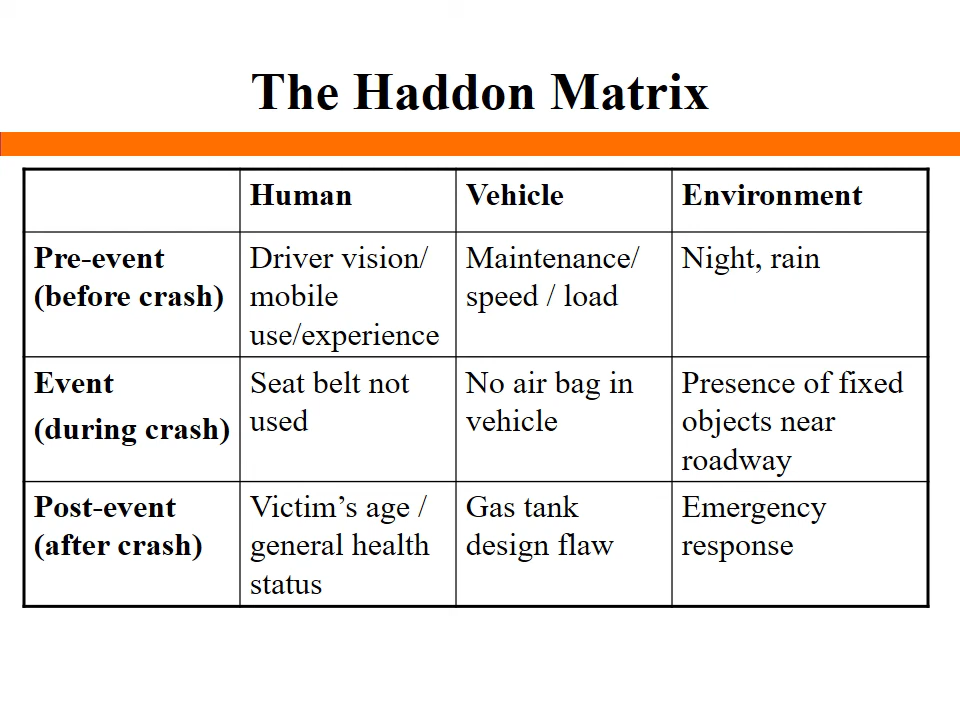 The Haddon Matrix
Human
Vehicle
Environment
Pre-event
(before crash)
Driver vision/
mobile
use/experience
Maintenance/
speed / load
Night, rain
Event
(during crash)
Seat belt not
used
No air bag in
vehicle
Presence of fixed
objects near
roadway
Post-event
(after crash)
Victim’s age /
general health
status
Gas tank
design flaw
Emergency
response